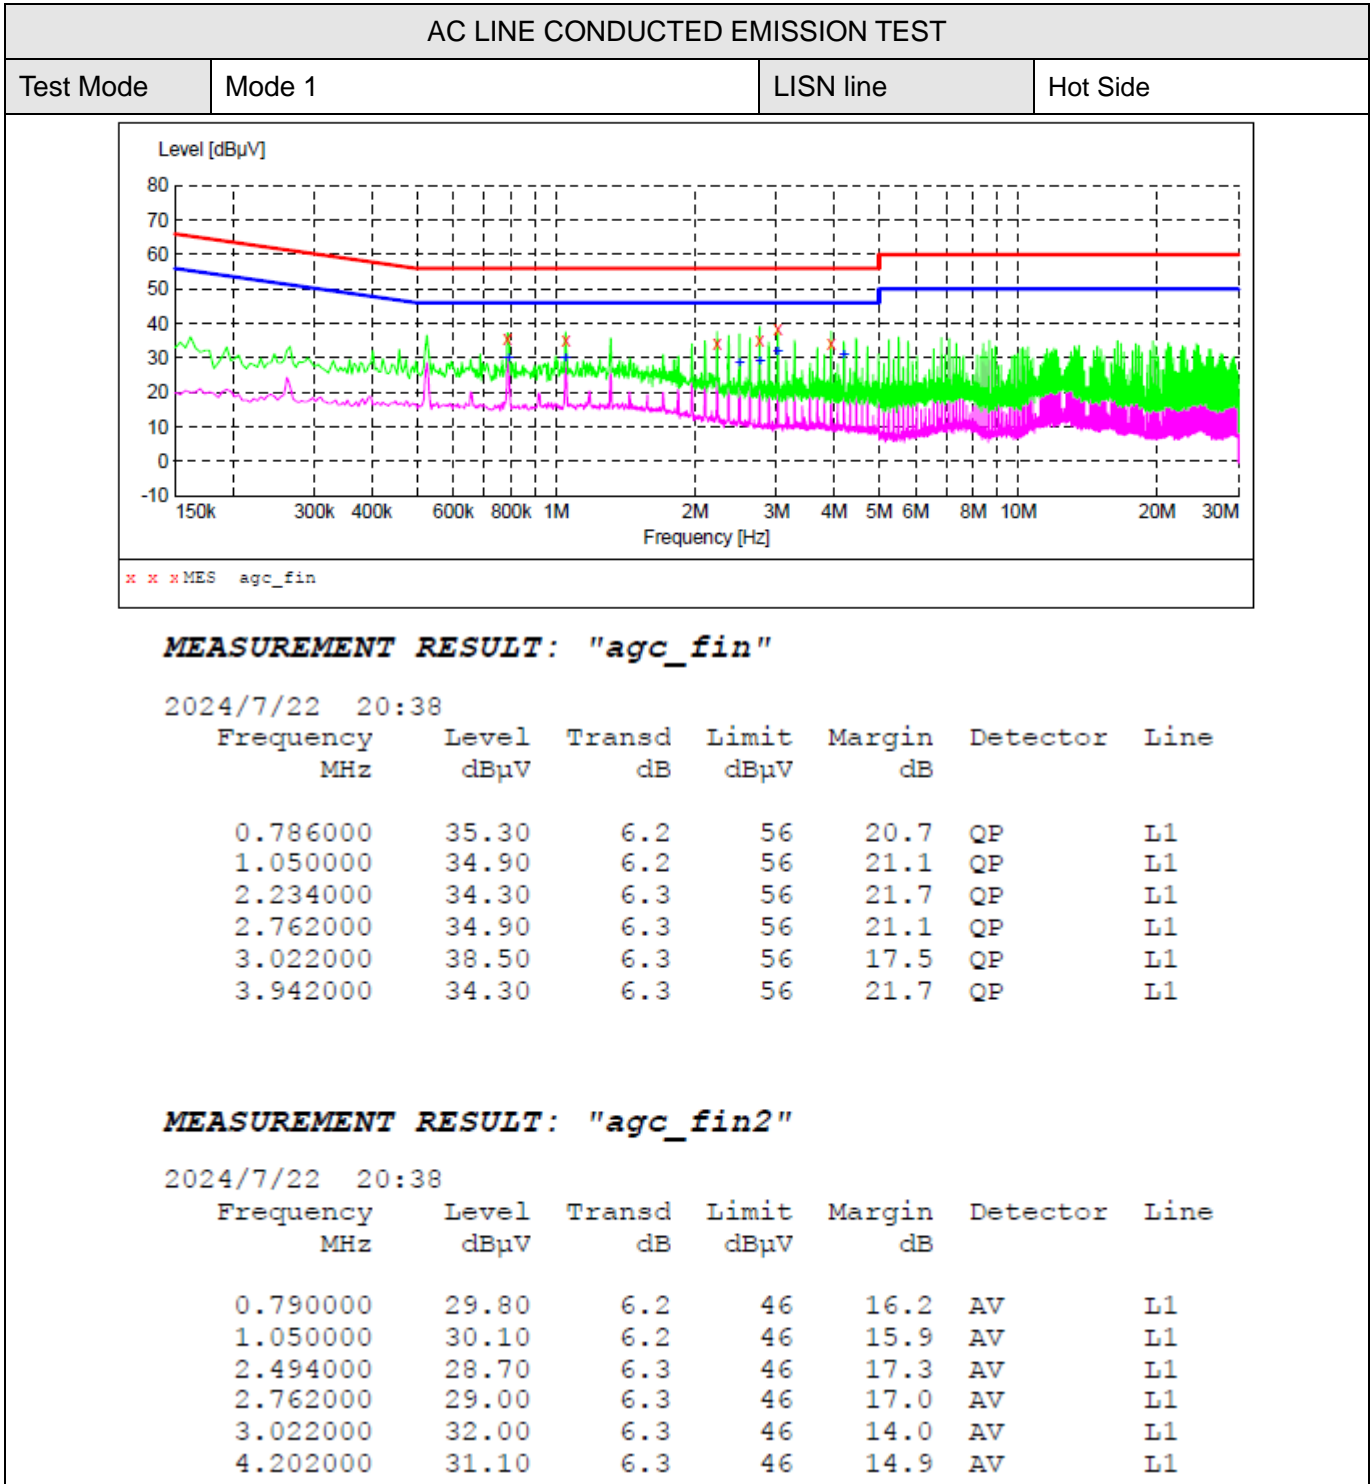 AC LINE CONDUCTED EMISSION TEST
Test Mode Mode 1 LISN line Hot Side
Level [dBµV]
80
70
60
50
40
30
20
10
0
-10
150k 300k 400k 600k 800k 1M 2M 3M 4M 5M 6M 8M 10M 20M 30M
Frequency [Hz]
x x x MES agc_fin
MEASUREMENT RESULT: "agc_fin"
2024/7/22 20:38
Frequency Level Transd Limit Margin Detector Line
MHz dBµV dB dBµV dB
0.786000 35.30 6.2 56 20.7 QP L1
1.050000 34.90 6.2 56 21.1 QP L1
2.234000 34.30 6.3 56 21.7 QP L1
2.762000 34.90 6.3 56 21.1 QP L1
3.022000 38.50 6.3 56 17.5 QP L1
3.942000 34.30 6.3 56 21.7 QP L1
MEASUREMENT RESULT: "agc_fin2"
2024/7/22 20:38
Frequency Level Transd Limit Margin Detector Line
MHz dBµV dB dBµV dB
0.790000 29.80 6.2 46 16.2 AV L1
1.050000 30.10 6.2 46 15.9 AV L1
2.494000 28.70 6.3 46 17.3 AV L1
2.762000 29.00 6.3 46 17.0 AV L1
3.022000 32.00 6.3 46 14.0 AV L1
4.202000 31.10 6.3 46 14.9 AV L1